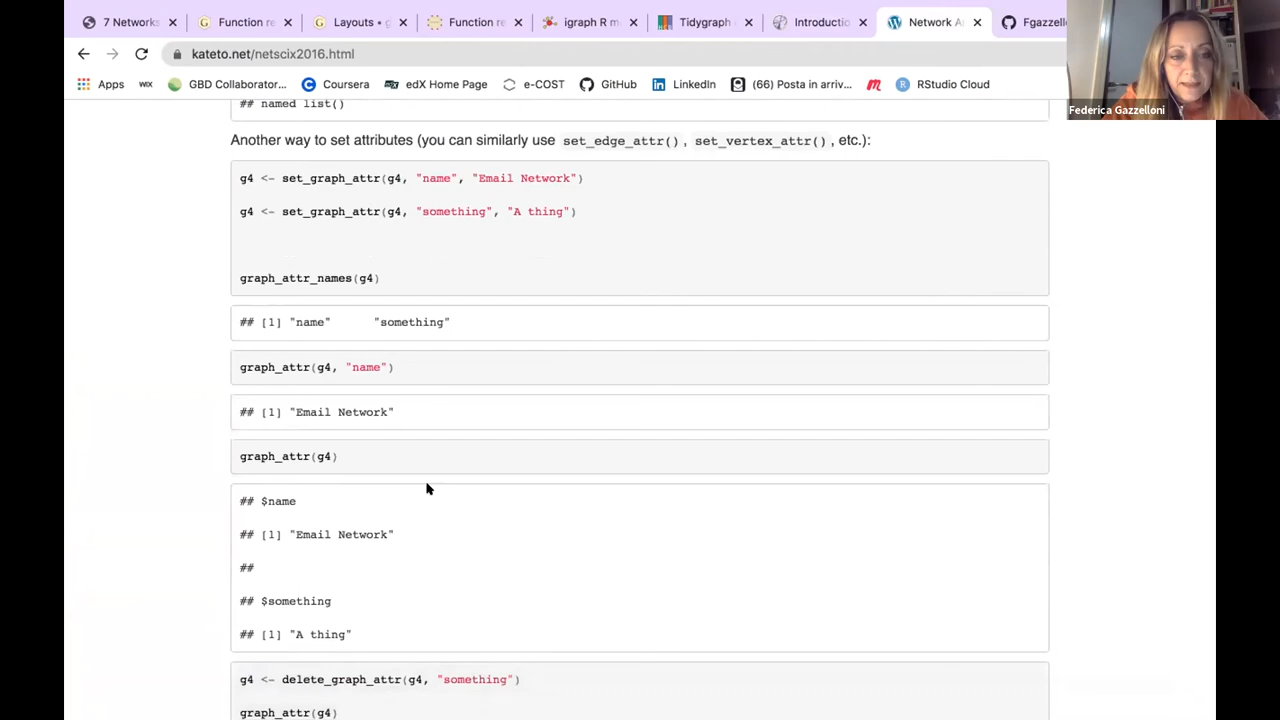 7 Networks
Function re
Layouts • g
Function re
igraph R m
Tidygraph
Introductio
Network A
Fgazzello
kateto.net/netscix2016.html
Apps
WIX
GBD Collaborator...
Coursera
edX Home Page
e-COST
GitHub
LinkedIn
(66) Posta in arriv...
RStudio Cloud
Federica Gazzelloni
## named list()
Another way to set attributes (you can similarly use set_edge_attr(), set_vertex_attr(), etc.):
g4 <- set_graph_attr(g4, "name", "Email Network")
g4 <- set_graph_attr(g4, "something", "A thing")
graph_attr_names(g4)
## [1] "name"      "something"
graph_attr(g4, "name")
## [1] "Email Network"
graph_attr(g4)
## $name
## [1] "Email Network"
##
## $something
## [1] "A thing"
g4 <- delete_graph_attr(g4, "something")
graph_attr(g4)